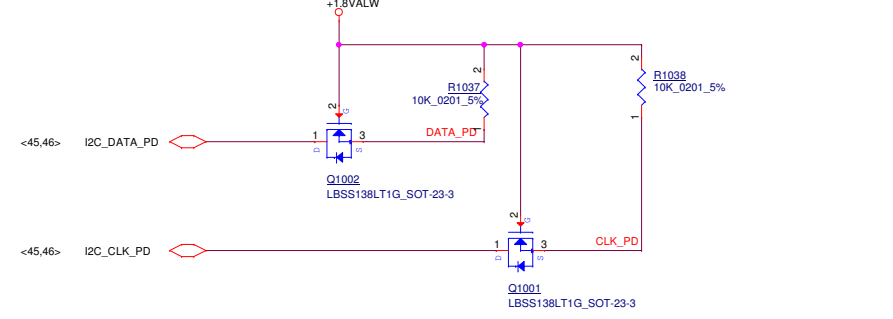 +1.8VALW
2
R1037
10K_0201_5%
1
2
R1038
10K_0201_5%
1
2
G
<45,46> I2C_DATA_PD
1
D
3
S
DATA_PD
Q1002
LBSS138LT1G_SOT-23-3
2
G
<45,46> I2C_CLK_PD
1
D
3
S
CLK_PD
Q1001
LBSS138LT1G_SOT-23-3